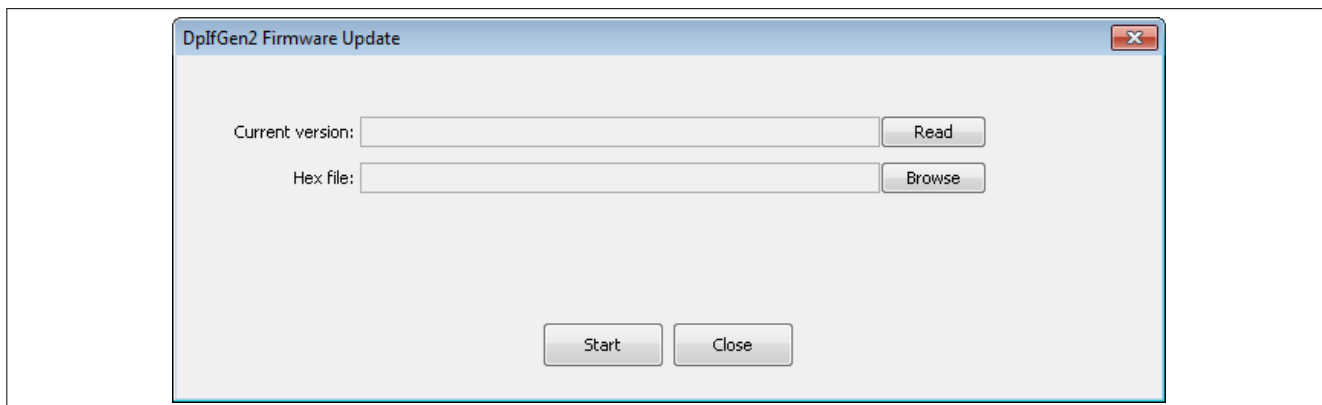 DpIfGen2 Firmware Update
Current version: Read
Hex file: Browse
Start Close